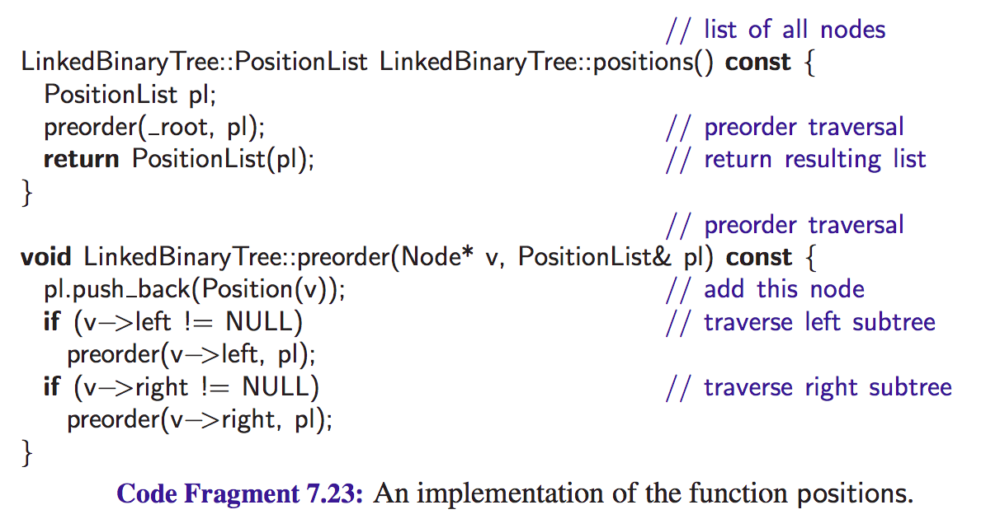 // list of all nodes
LinkedBinaryTree::PositionList LinkedBinaryTree::positions() const {
PositionList pl;
preorder(_root, pl); // preorder traversal
return PositionList(pl); // return resulting list
}
// preorder traversal
void LinkedBinaryTree::preorder(Node* v, PositionList& pl) const {
pl.push_back(Position(v)); // add this node
if (v->left != NULL) // traverse left subtree
preorder(v->left, pl);
if (v->right != NULL) // traverse right subtree
preorder(v->right, pl);
}
Code Fragment 7.23: An implementation of the function positions.